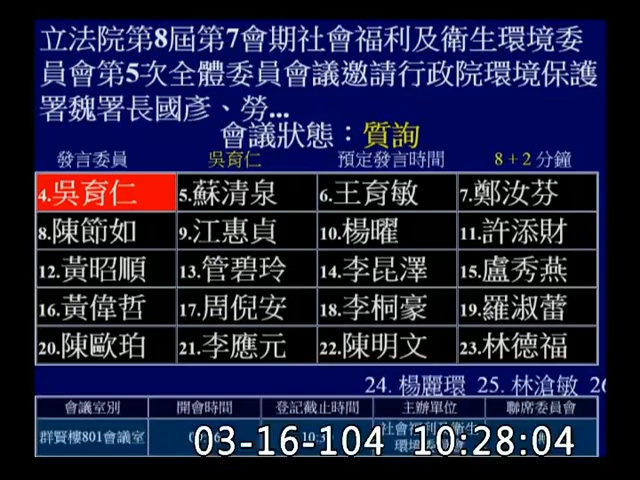 立法院第8屆第7會期社會福利及衛生環境委
員會第5次全體委員會議邀請行政院環境保護
署魏署長國彥、勞...
會議狀態：質詢
發言委員 吳育仁 預定發言時間 8 + 2 分鐘
4.吳育仁 5.蘇清泉 6.王育敏 7.鄭汝芬
8.陳節如 9.江惠貞 10.楊曜 11.許添財
12.黃昭順 13.管碧玲 14.李昆澤 15.盧秀燕
16.黃偉哲 17.周倪安 18.李桐豪 19.羅淑蕾
20.陳歐珀 21.李應元 22.陳明文 23.林德福
24. 楊麗環 25. 林滄敏
會議室別 開會時間 登記截止時間 主辦單位 聯席委員會
群賢樓801會議室 社會福利及衛生
03-16-104 10:28:04